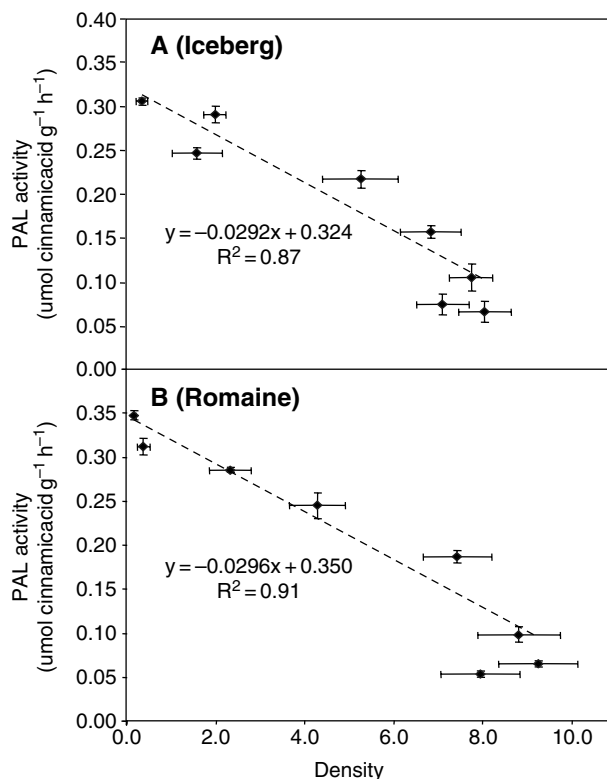 A (Iceberg)
PAL activity
(umol cinnamicacid g⁻¹ h⁻¹)
0.40
0.35
0.30
0.25
0.20
0.15
0.10
0.05
0.00
y = −0.0292x + 0.324
R² = 0.87
B (Romaine)
PAL activity
(umol cinnamicacid g⁻¹ h⁻¹)
0.35
0.30
0.25
0.20
0.15
0.10
0.05
0.00
y = −0.0296x + 0.350
R² = 0.91
0.0 2.0 4.0 6.0 8.0 10.0
Density